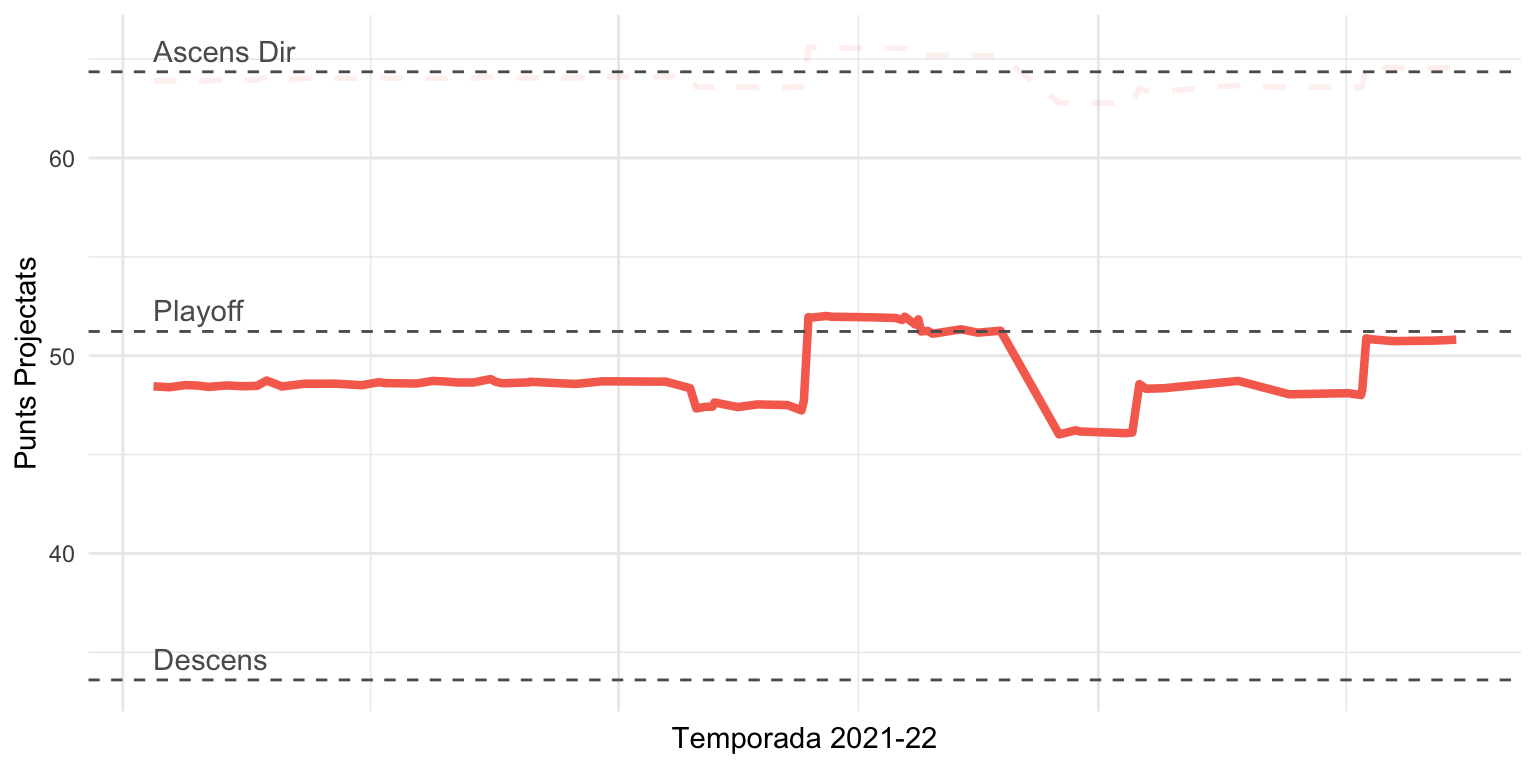 Ascens Dir
60
Playoff
50
40
Descens
Punts Projectats
Temporada 2021-22